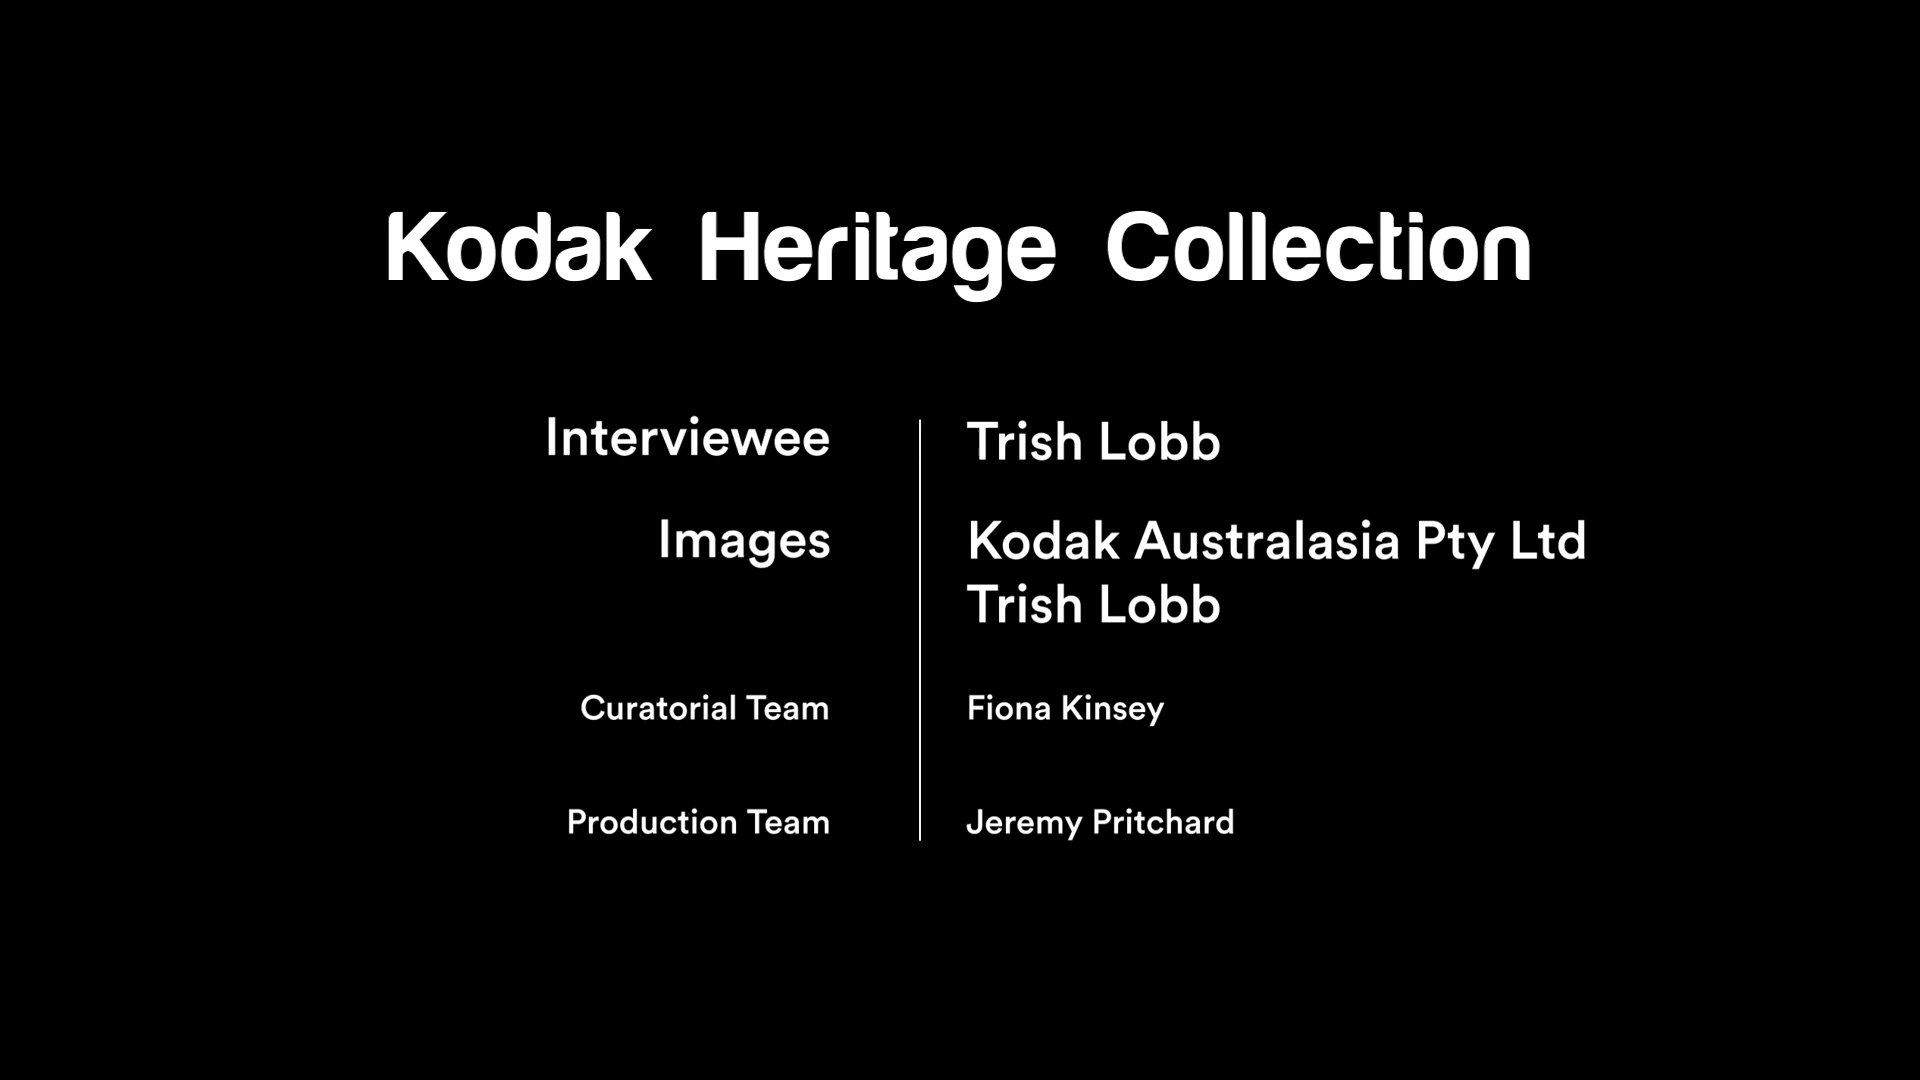 Kodak Heritage Collection
Interviewee
Trish Lobb
Images
Kodak Australasia Pty Ltd
Trish Lobb
Curatorial Team
Fiona Kinsey
Production Team
Jeremy Pritchard